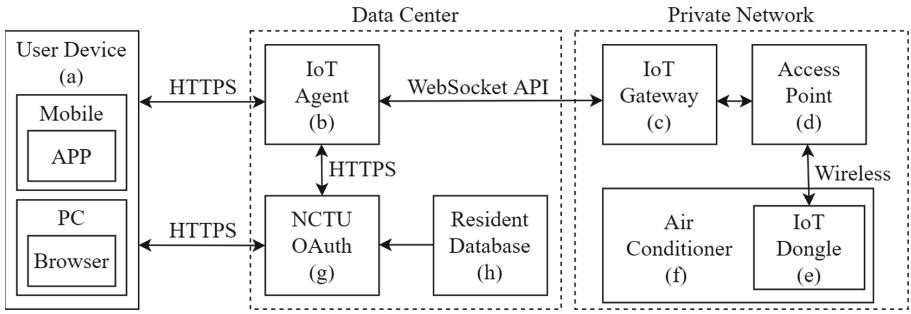 Data Center
Private Network
User Device
(a)
Mobile
APP
PC
Browser
HTTPS
HTTPS
IoT
Agent
(b)
HTTPS
NCTU
OAuth
(g)
Resident
Database
(h)
WebSocket API
IoT
Gateway
(c)
Access
Point
(d)
Wireless
Air
Conditioner
(f)
IoT
Dongle
(e)